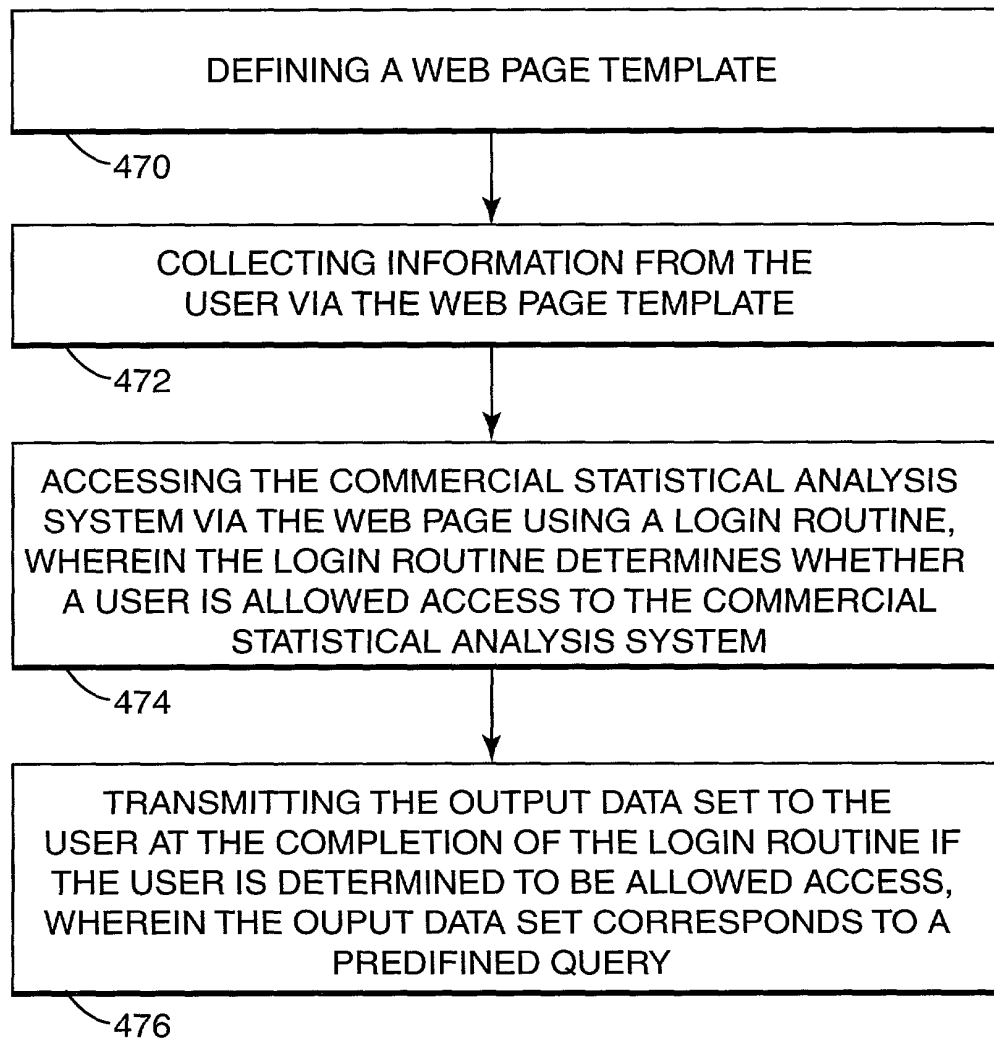 DEFINING A WEB PAGE TEMPLATE
470
COLLECTING INFORMATION FROM THE
USER VIA THE WEB PAGE TEMPLATE
472
ACCESSING THE COMMERCIAL STATISTICAL ANALYSIS
SYSTEM VIA THE WEB PAGE USING A LOGIN ROUTINE,
WHEREIN THE LOGIN ROUTINE DETERMINES WHETHER
A USER IS ALLOWED ACCESS TO THE COMMERCIAL
STATISTICAL ANALYSIS SYSTEM
474
TRANSMITTING THE OUTPUT DATA SET TO THE
USER AT THE COMPLETION OF THE LOGIN ROUTINE IF
THE USER IS DETERMINED TO BE ALLOWED ACCESS,
WHEREIN THE OUPUT DATA SET CORRESPONDS TO A
PREDIFINED QUERY
476